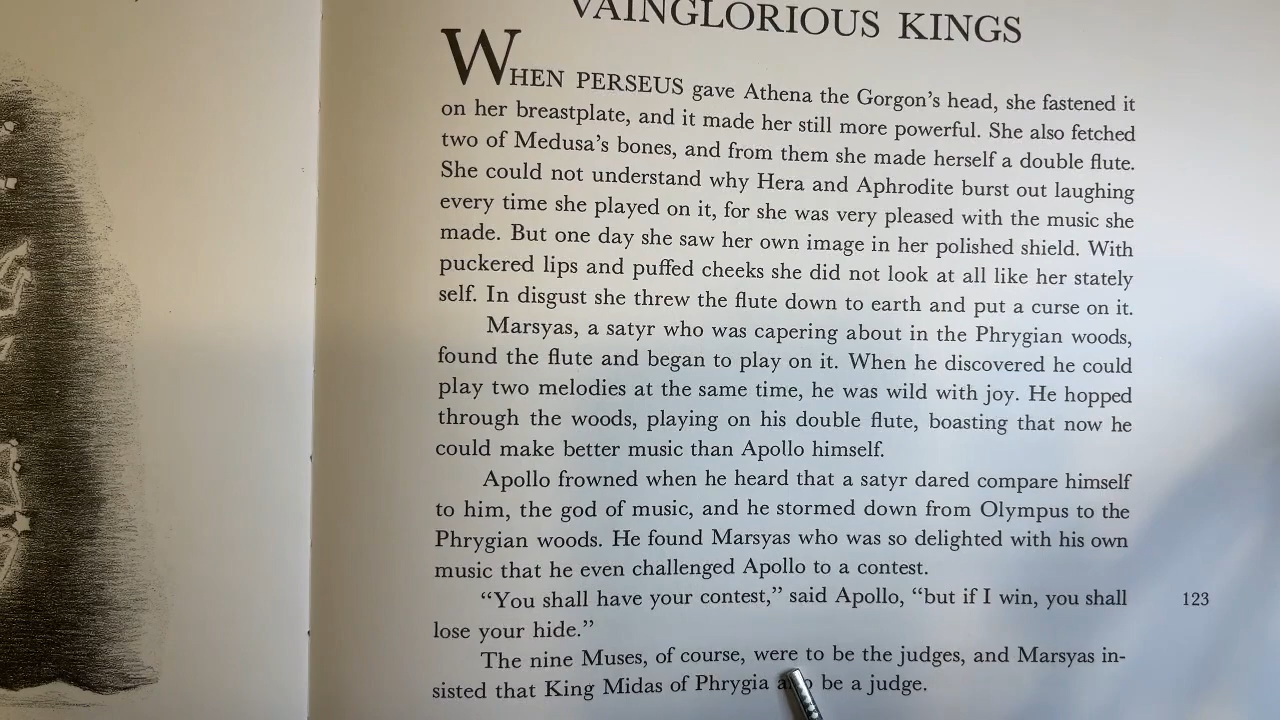 VAINGLORIOUS KINGS
WHEN PERSEUS gave Athena the Gorgon's head, she fastened it
on her breastplate, and it made her still more powerful. She also fetched
two of Medusa's bones, and from them she made herself a double flute.
She could not understand why Hera and Aphrodite burst out laughing
every time she played on it, for she was very pleased with the music she
made. But one day she saw her own image in her polished shield. With
puckered lips and puffed cheeks she did not look at all like her stately
self. In disgust she threw the flute down to earth and put a curse on it.
Marsyas, a satyr who was capering about in the Phrygian woods,
found the flute and began to play on it. When he discovered he could
play two melodies at the same time, he was wild with joy. He hopped
through the woods, playing on his double flute, boasting that now he
could make better music than Apollo himself.
Apollo frowned when he heard that a satyr dared compare himself
to him, the god of music, and he stormed down from Olympus to the
Phrygian woods. He found Marsyas who was so delighted with his own
music that he even challenged Apollo to a contest.
“You shall have your contest,” said Apollo, “but if I win, you shall
lose your hide.”
The nine Muses, of course, were to be the judges, and Marsyas in-
sisted that King Midas of Phrygia be a judge.
123